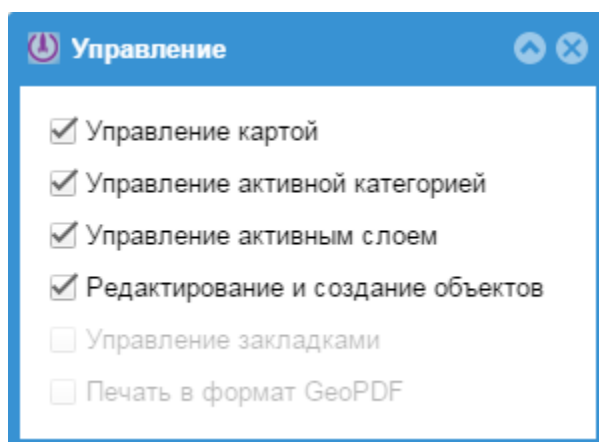 Управление
Управление картой
Управление активной категорией
Управление активным слоем
Редактирование и создание объектов
Управление закладками
Печать в формат GeoPDF